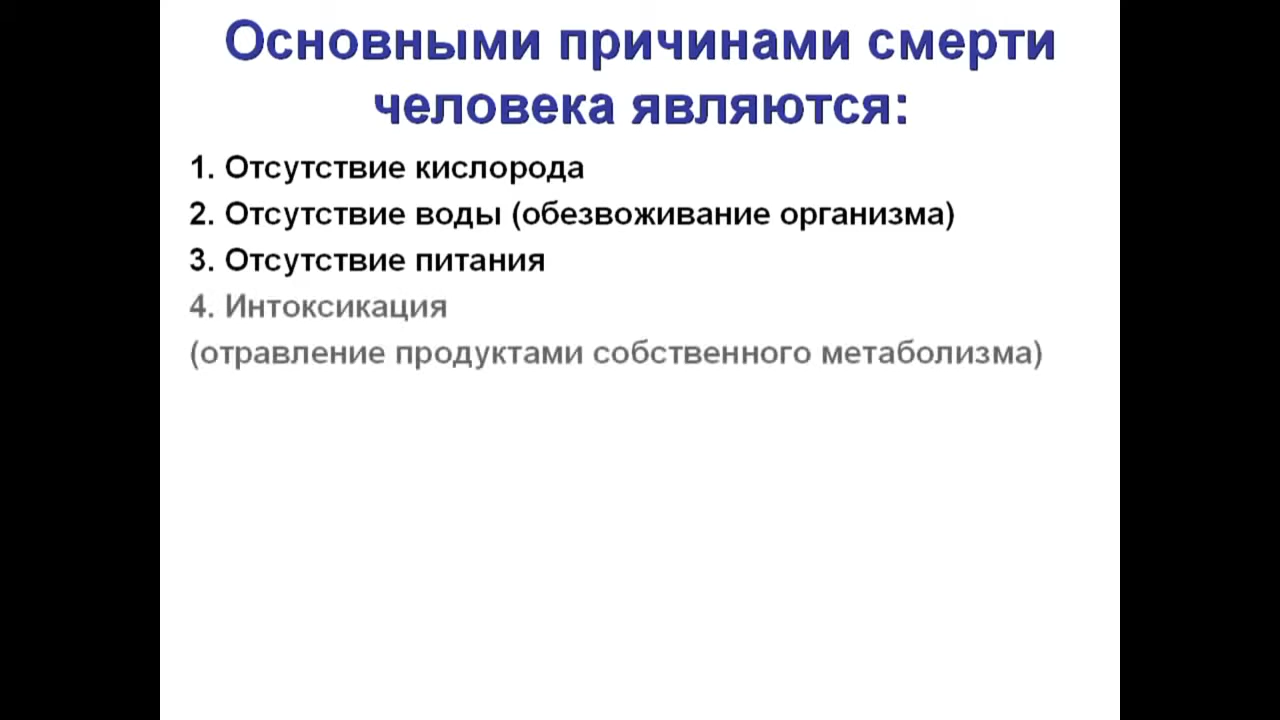 Основными причинами смерти
человека являются:
1. Отсутствие кислорода
2. Отсутствие воды (обезвоживание организма)
3. Отсутствие питания
4. Интоксикация
(отравление продуктами собственного метаболизма)